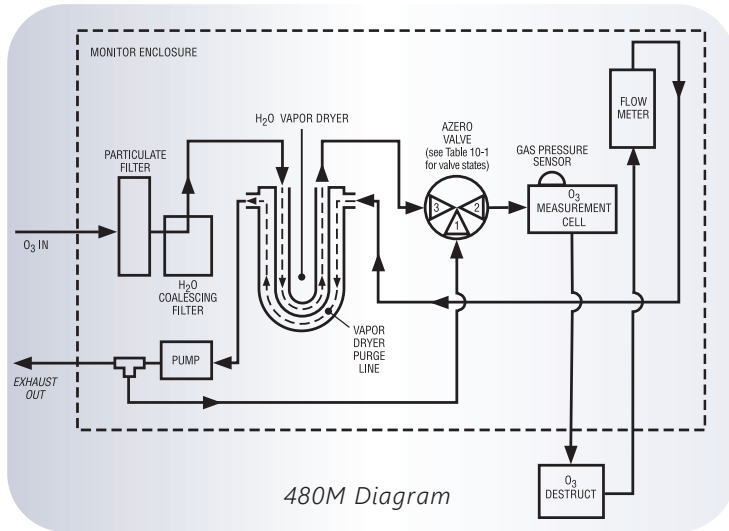 MONITOR ENCLOSURE
H₂O VAPOR DRYER
PARTICULATE
FILTER
AZERO
VALVE
(see Table 10-1
for valve states)
GAS PRESSURE
SENSOR
FLOW
METER
3
2
1
O₃
MEASUREMENT
CELL
O₃ IN
H₂O
COALESCING
FILTER
VAPOR
DRYER
PURGE
LINE
PUMP
EXHAUST
OUT
O₃
DESTRUCT
480M Diagram